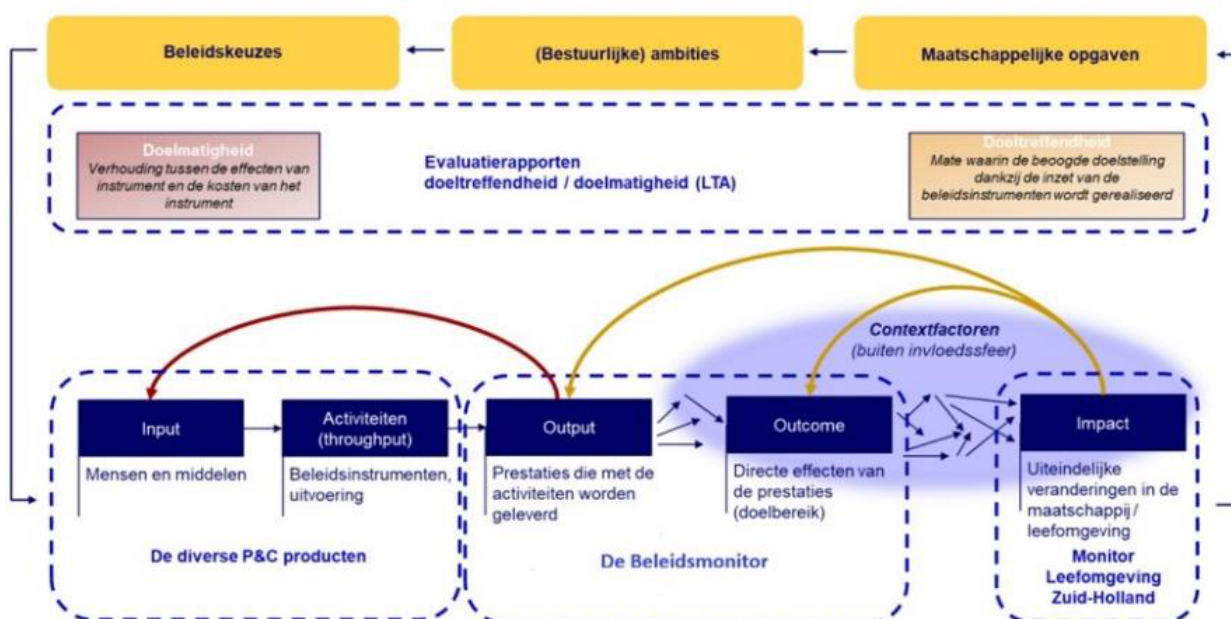 Beleidskeuzes
(Bestuurlijke) ambities
Maatschappelijke opgaven
Doelmatigheid
Verhouding tussen de effecten van
instrument en de kosten van het
instrument
Evaluatierapporten
doeltreffendheid / doelmatigheid (LTA)
Doeltreffendheid
Mate waarin de beoogde doelstelling
dankzij de inzet van de
beleidsinstrumenten wordt gerealiseerd
Contextfactoren
(buiten invloedssfeer)
Input
Mensen en middelen
Activiteiten
(throughput)
Beleidsinstrumenten,
uitvoering
Output
Prestaties die met de
activiteiten worden
geleverd
Outcome
Directe effecten van
de prestaties
(doelbereik)
Impact
Uiteindelijke
veranderingen in de
maatschappij /
leefomgeving
De diverse P&C producten
De Beleidsmonitor
Monitor
Leefomgeving
Zuid-Holland